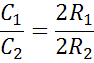 C₁/C₂ = 2R₁/2R₂